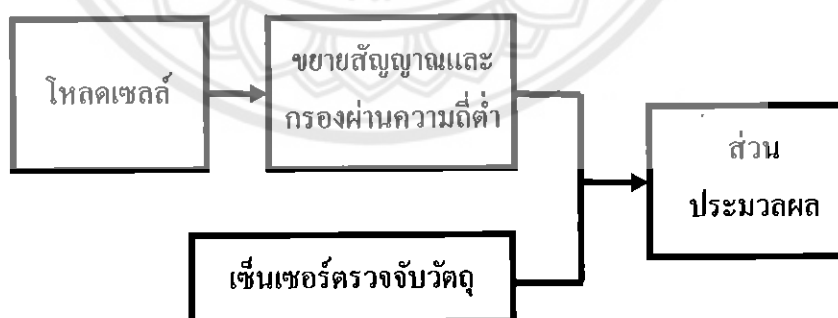 โหลดเซลล์
ขยายสัญญาณและ
กรองผ่านความถี่ต่ำ
ส่วน
ประมวลผล
เซ็นเซอร์ตรวจจับวัตถุ